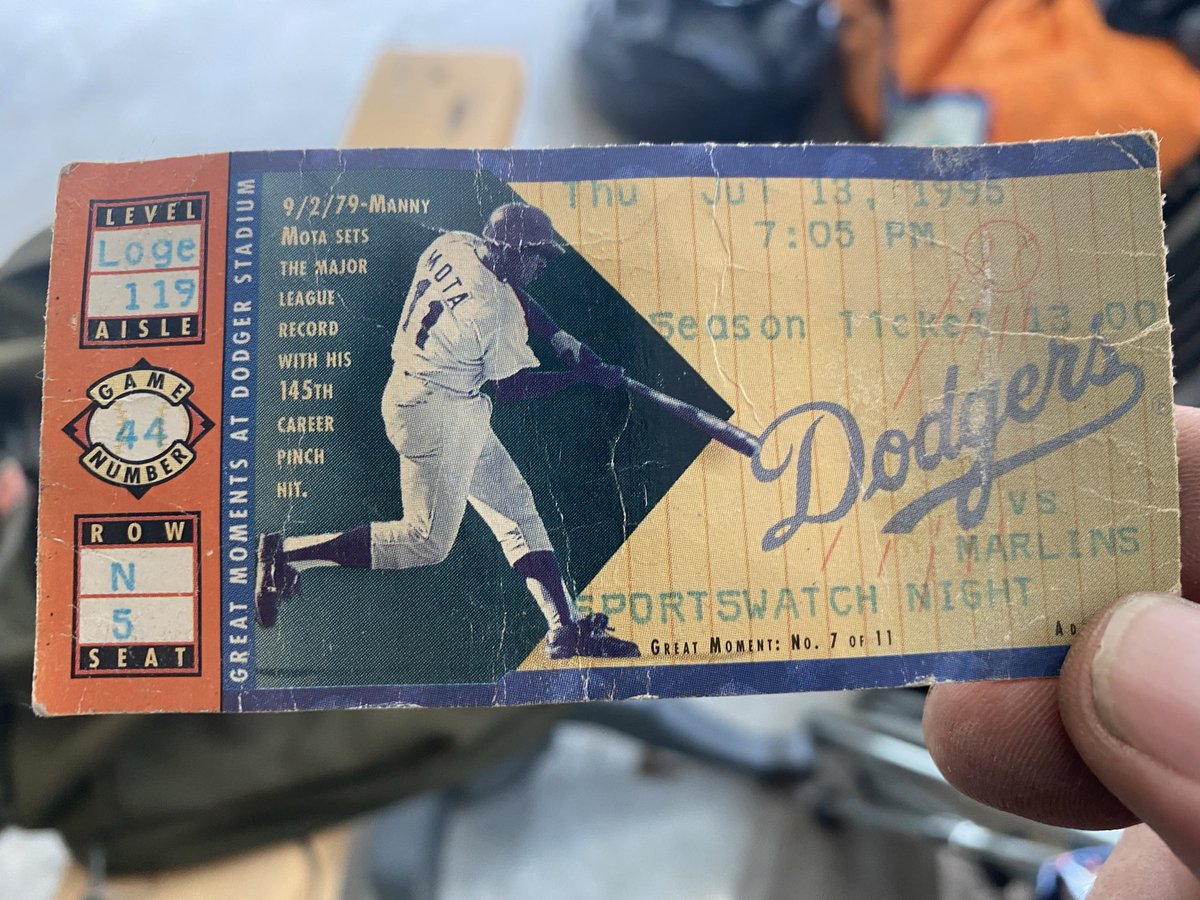 LEVEL
Loge
119
AISLE
GAME
44
NUMBER
ROW
N
5
SEAT
GREAT MOMENTS AT DODGER STADIUM
9/2/79-MANNY
MOTA SETS
THE MAJOR
LEAGUE
RECORD
WITH HIS
145TH
CAREER
PINCH
HIT.
MOTA
11
Thu Jul 13, 1995
7:05 PM
Season Ticket 13.00
Dodgers
®
VS
MARLINS
SPORTSWATCH NIGHT
GREAT MOMENT: NO. 7 OF 11